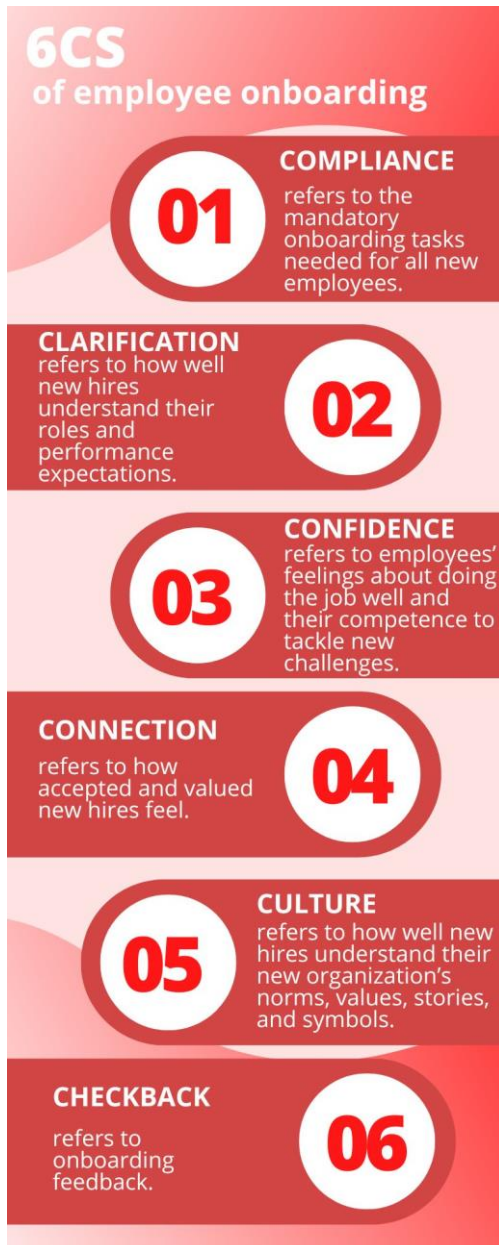 6CS
of employee onboarding
01
COMPLIANCE
refers to the
mandatory
onboarding tasks
needed for all new
employees.
CLARIFICATION
refers to how well
new hires
understand their
roles and
performance
expectations.
02
03
CONFIDENCE
refers to employees’
feelings about doing
the job well and
their competence to
tackle new
challenges.
CONNECTION
refers to how
accepted and valued
new hires feel.
04
05
CULTURE
refers to how well new
hires understand their
new organization’s
norms, values, stories,
and symbols.
CHECKBACK
refers to
onboarding
feedback.
06